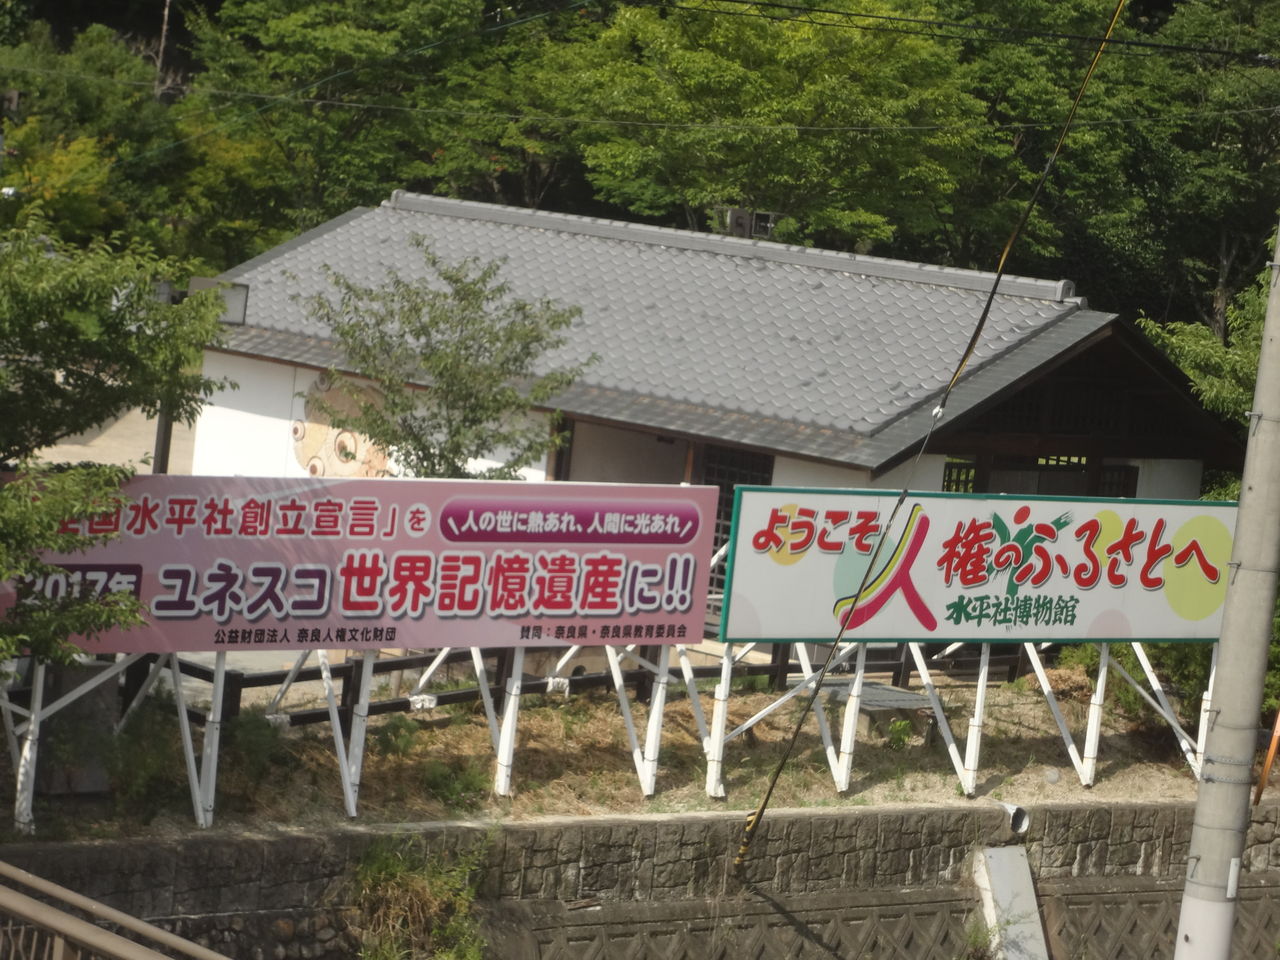 全国水平社創立宣言」を
\人の世に熱あれ、人間に光あれ/
2017年 ユネスコ世界記憶遺産に!!
公益財団法人 奈良人権文化財団
賛同：奈良県・奈良県教育委員会
ようこそ人権のふるさとへ
水平社博物館